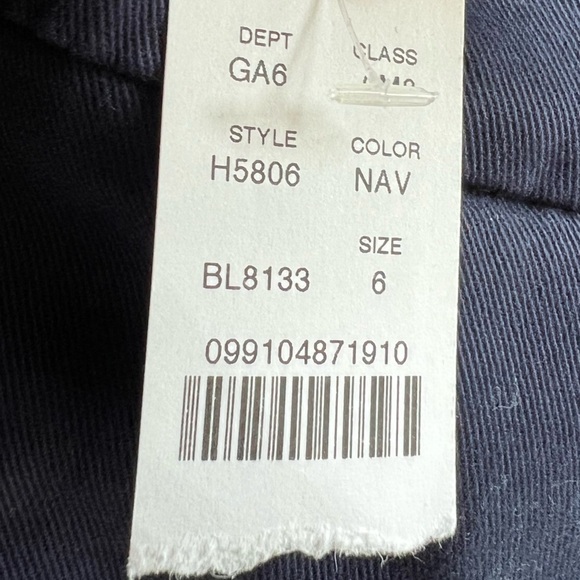 DEPT CLASS
GA6
STYLE COLOR
H5806 NAV
SIZE
BL8133 6
099104871910